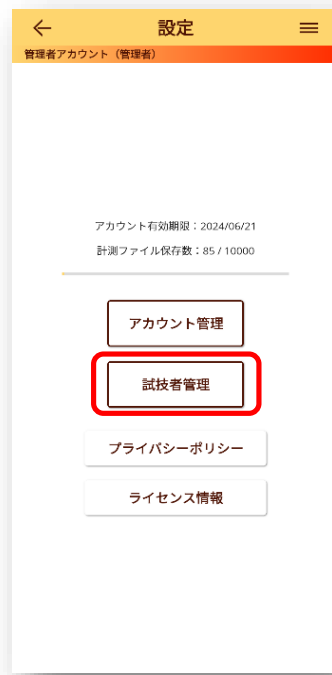 設定
管理者アカウント（管理者）
アカウント有効期限：2024/06/21
計測ファイル保存数：85 / 10000
アカウント管理
試技者管理
プライバシーポリシー
ライセンス情報